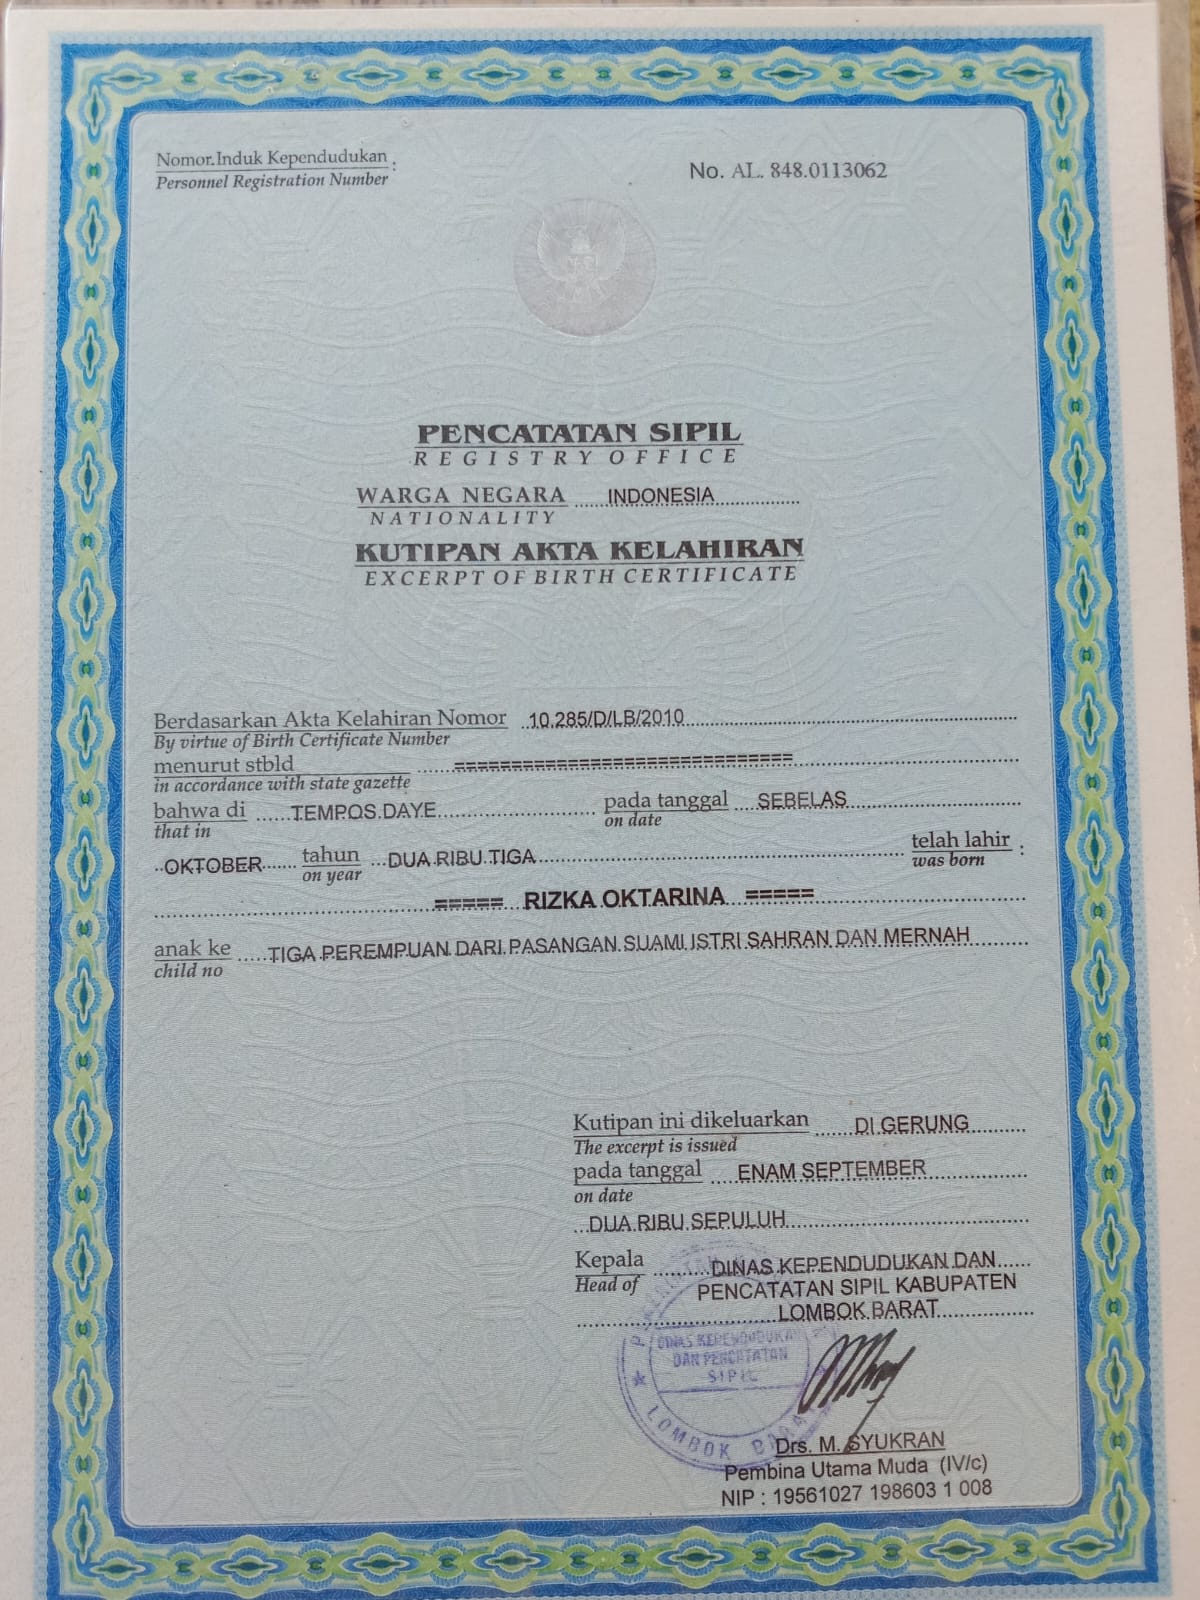 Nomor Induk Kependudukan :
Personnel Registration Number
No. AL. 848.0113062
PENCATATAN SIPIL
REGISTRY OFFICE
WARGA NEGARA INDONESIA
NATIONALITY
KUTIPAN AKTA KELAHIRAN
EXCERPT OF BIRTH CERTIFICATE
Berdasarkan Akta Kelahiran Nomor 10.285/D/LB/2010
By virtue of Birth Certificate Number
menurut stbld ==============================
in accordance with state gazette
bahwa di TEMPOS DAYE pada tanggal SEBELAS
that in on date
OKTOBER tahun DUA RIBU TIGA telah lahir :
on year was born
===== RIZKA OKTARINA =====
anak ke TIGA PEREMPUAN DARI PASANGAN SUAMI ISTRI SAHRAN DAN MERNAH
child no
Kutipan ini dikeluarkan DI GERUNG
The excerpt is issued
pada tanggal ENAM SEPTEMBER
on date
DUA RIBU SEPULUH
Kepala DINAS KEPENDUDUKAN DAN
Head of PENCATATAN SIPIL KABUPATEN
LOMBOK BARAT
DINAS KEPENDUDUKAN
DAN PENCATATAN
SIPIL
LOMBOK BARAT
Drs. M. SYUKRAN
Pembina Utama Muda (IV/c)
NIP : 19561027 198603 1 008